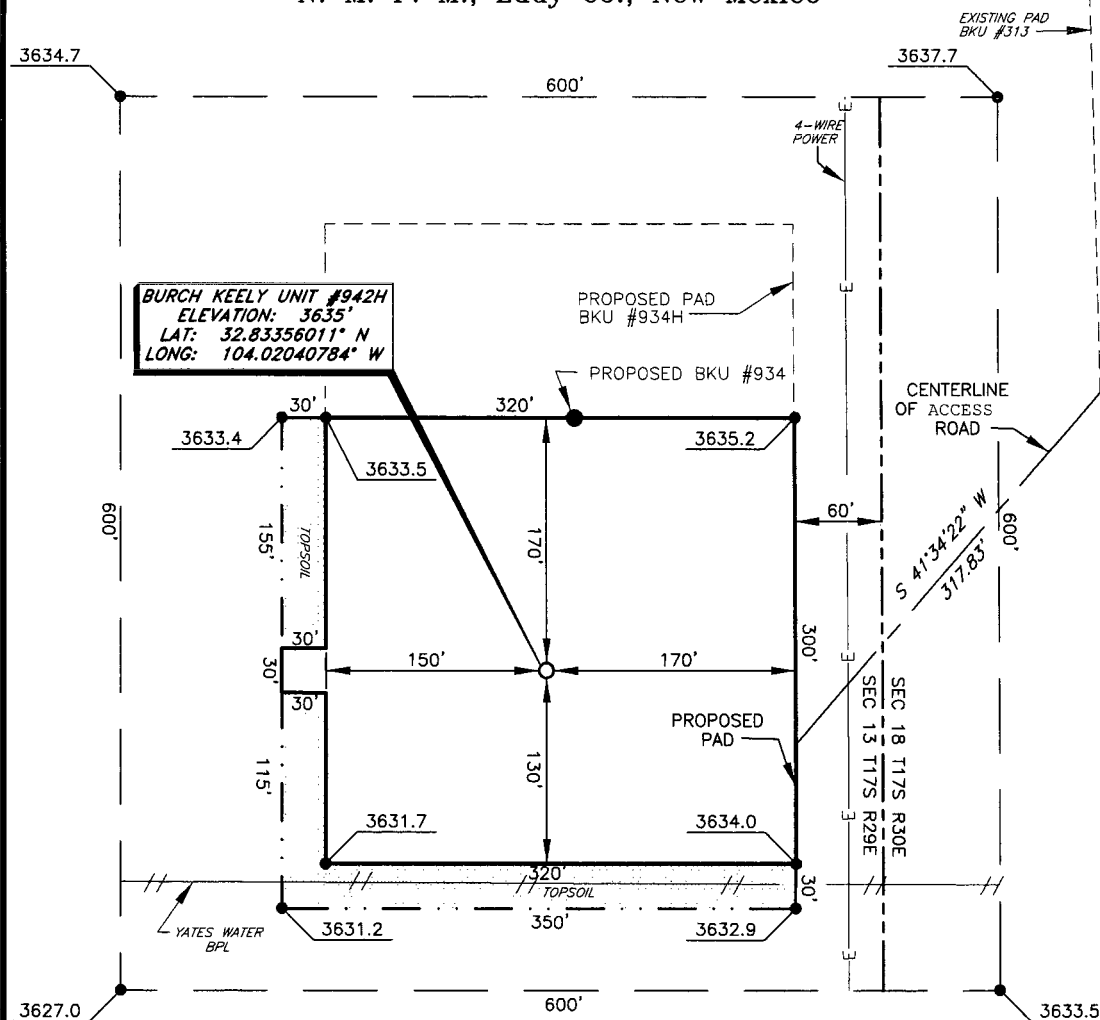 N. M. P. M., Eddy Co., New Mexico
EXISTING PAD
BKU #313
3634.7
3637.7
600'
4-WIRE
POWER
BURCH KEELY UNIT #942H
ELEVATION: 3635'
LAT: 32.83356011° N
LONG: 104.02040784° W
PROPOSED PAD
BKU #934H
PROPOSED BKU #934
CENTERLINE
OF ACCESS
ROAD
30'
320'
3633.4
3633.5
3635.2
600'
155'
TOPSOIL
170'
60'
S 41°34'22" W
317.83'
600'
30'
30'
30'
150'
170'
300'
SEC 18 T17S R30E
SEC 13 T17S R29E
PROPOSED
PAD
115'
130'
3631.7
3634.0
320'
TOPSOIL
30'
YATES WATER
BPL
3631.2
350'
3632.9
3627.0
600'
3633.5
E
E
E
E
E